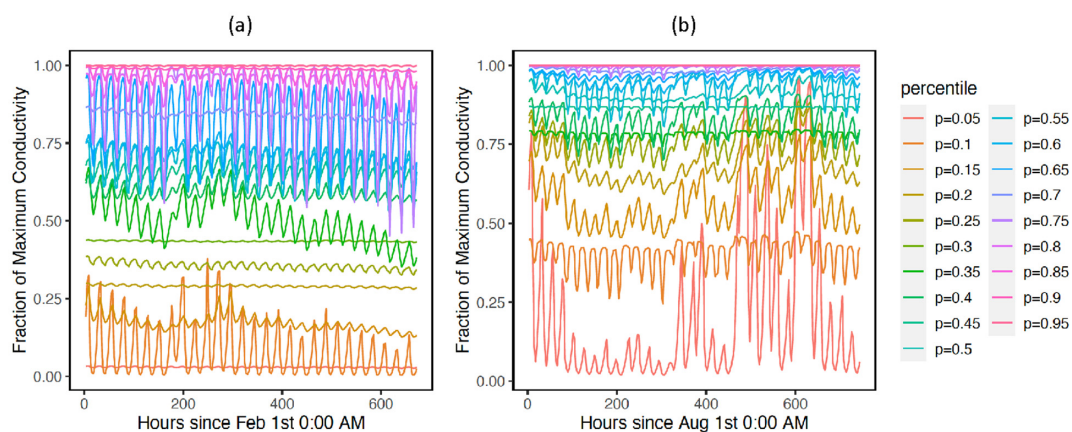 (a)
(b)
Fraction of Maximum Conductivity
1.00
0.75
0.50
0.25
0.00
0
200
400
600
Hours since Feb 1st 0:00 AM
Fraction of Maximum Conductivity
1.00
0.75
0.50
0.25
0.00
0
200
400
600
Hours since Aug 1st 0:00 AM
percentile
p=0.05
p=0.1
p=0.15
p=0.2
p=0.25
p=0.3
p=0.35
p=0.4
p=0.45
p=0.5
p=0.55
p=0.6
p=0.65
p=0.7
p=0.75
p=0.8
p=0.85
p=0.9
p=0.95